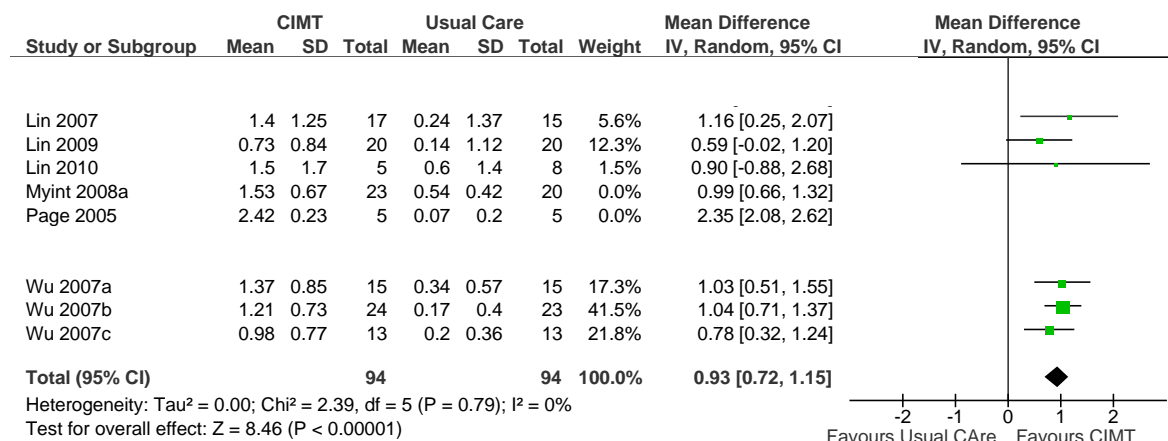 CIMT Usual Care Mean Difference Mean Difference
Study or Subgroup Mean SD Total Mean SD Total Weight IV, Random, 95% CI IV, Random, 95% CI
Lin 2007 1.4 1.25 17 0.24 1.37 15 5.6% 1.16 [0.25, 2.07]
Lin 2009 0.73 0.84 20 0.14 1.12 20 12.3% 0.59 [-0.02, 1.20]
Lin 2010 1.5 1.7 5 0.6 1.4 8 1.5% 0.90 [-0.88, 2.68]
Myint 2008a 1.53 0.67 23 0.54 0.42 20 0.0% 0.99 [0.66, 1.32]
Page 2005 2.42 0.23 5 0.07 0.2 5 0.0% 2.35 [2.08, 2.62]
Wu 2007a 1.37 0.85 15 0.34 0.57 15 17.3% 1.03 [0.51, 1.55]
Wu 2007b 1.21 0.73 24 0.17 0.4 23 41.5% 1.04 [0.71, 1.37]
Wu 2007c 0.98 0.77 13 0.2 0.36 13 21.8% 0.78 [0.32, 1.24]
Total (95% CI) 94 94 100.0% 0.93 [0.72, 1.15]
Heterogeneity: Tau² = 0.00; Chi² = 2.39, df = 5 (P = 0.79); I² = 0%
Test for overall effect: Z = 8.46 (P < 0.00001)
-2 -1 0 1 2
Favours Usual CAre Favours CIMT